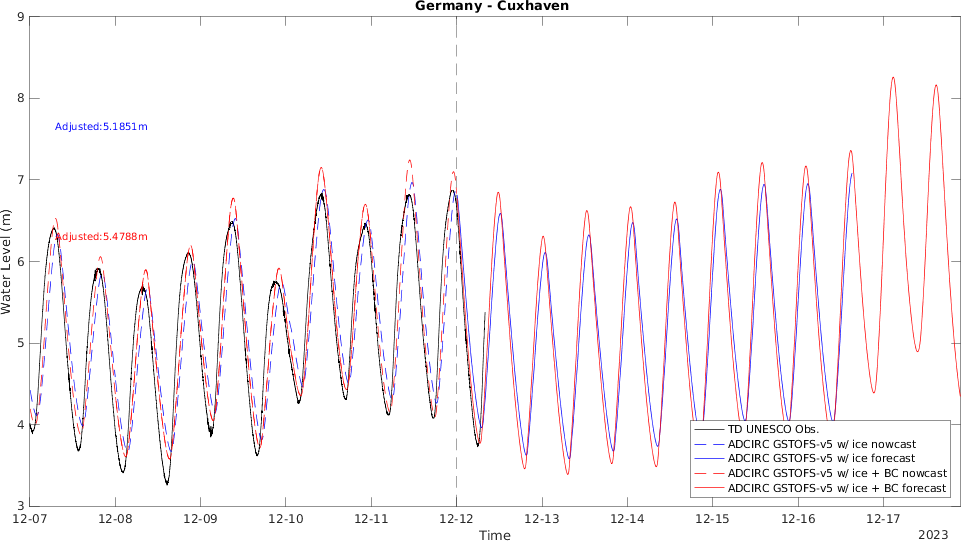 Germany - Cuxhaven
9
8
7
6
5
4
3
Water Level (m)
Adjusted:5.1851m
Adjusted:5.4788m
TD UNESCO Obs.
ADCIRC GSTOFS-v5 w/ ice nowcast
ADCIRC GSTOFS-v5 w/ ice forecast
ADCIRC GSTOFS-v5 w/ ice + BC nowcast
ADCIRC GSTOFS-v5 w/ ice + BC forecast
12-07 12-08 12-09 12-10 12-11 12-12 12-13 12-14 12-15 12-16 12-17
Time
2023